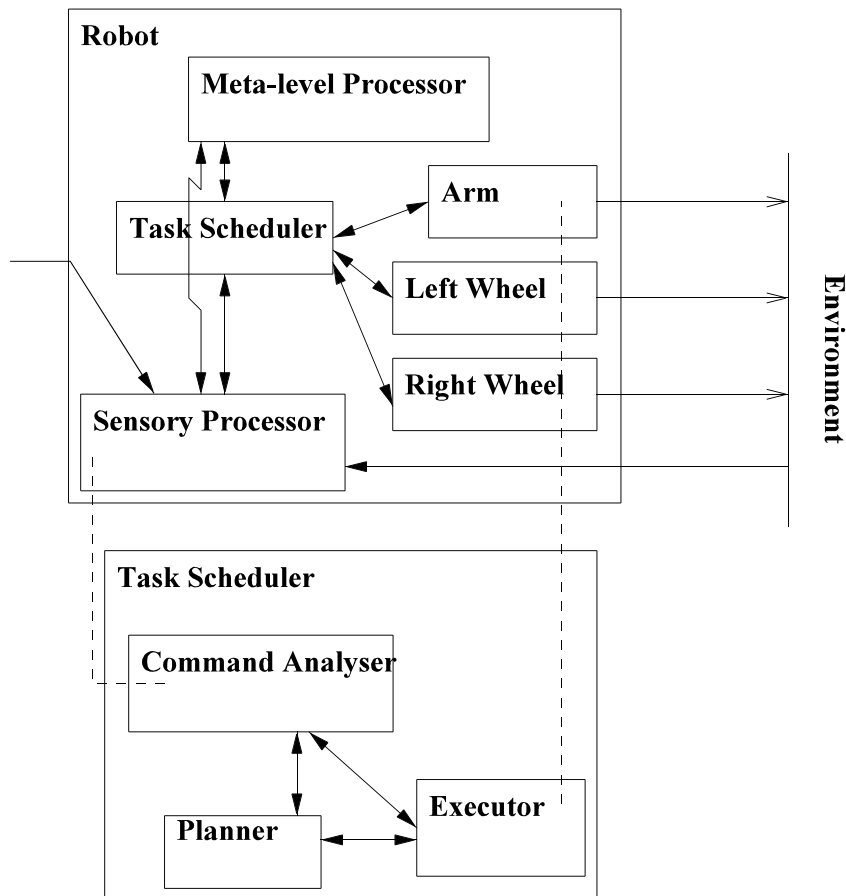 Robot
Meta-level Processor
Arm
Task Scheduler
Left Wheel
Environment
Right Wheel
Sensory Processor
Task Scheduler
Command Analyser
Executor
Planner